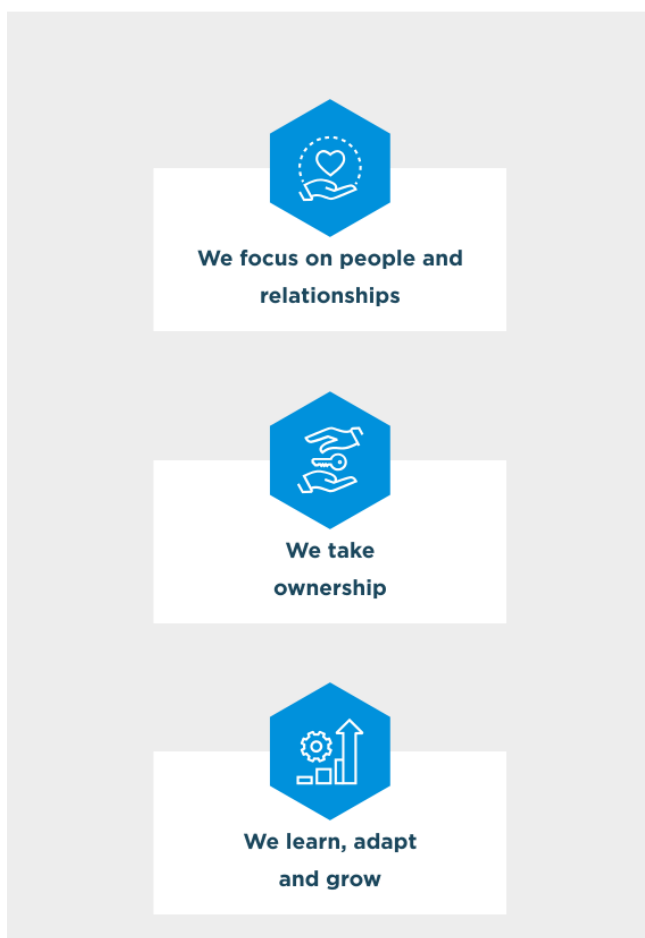 We focus on people and
relationships
We take
ownership
We learn, adapt
and grow